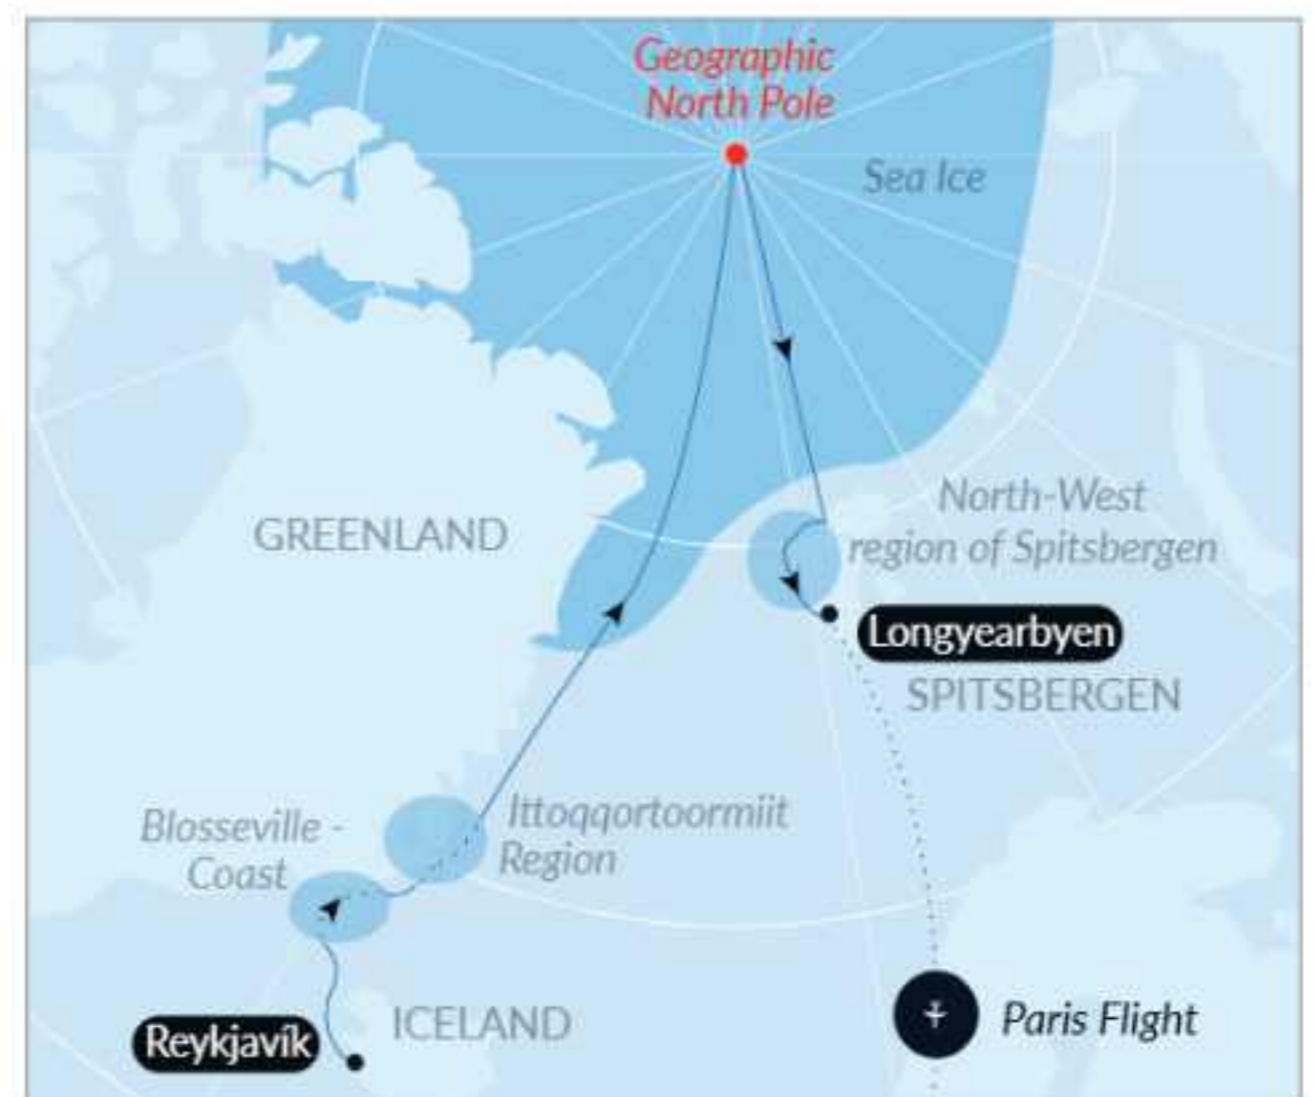 Geographic
North Pole
Sea Ice
North-West
region of Spitsbergen
GREENLAND
Longyearbyen
SPITSBERGEN
Blosseville -
Coast
Ittoqqortoormiit
Region
ICELAND
Reykjavík
Paris Flight